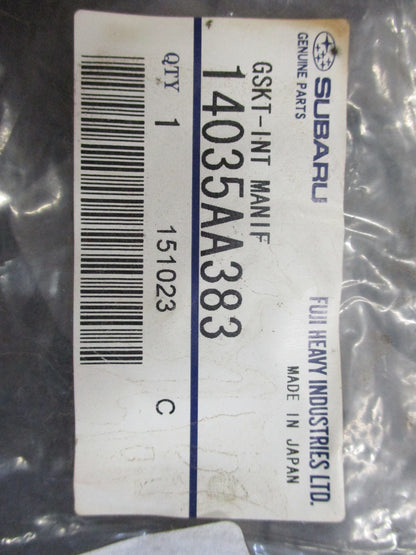 SUBARU
GENUINE PARTS
FUJI HEAVY INDUSTRIES LTD.
MADE IN JAPAN
GSKT-INT MANIF
14035AA383
QTY 1 151023 C